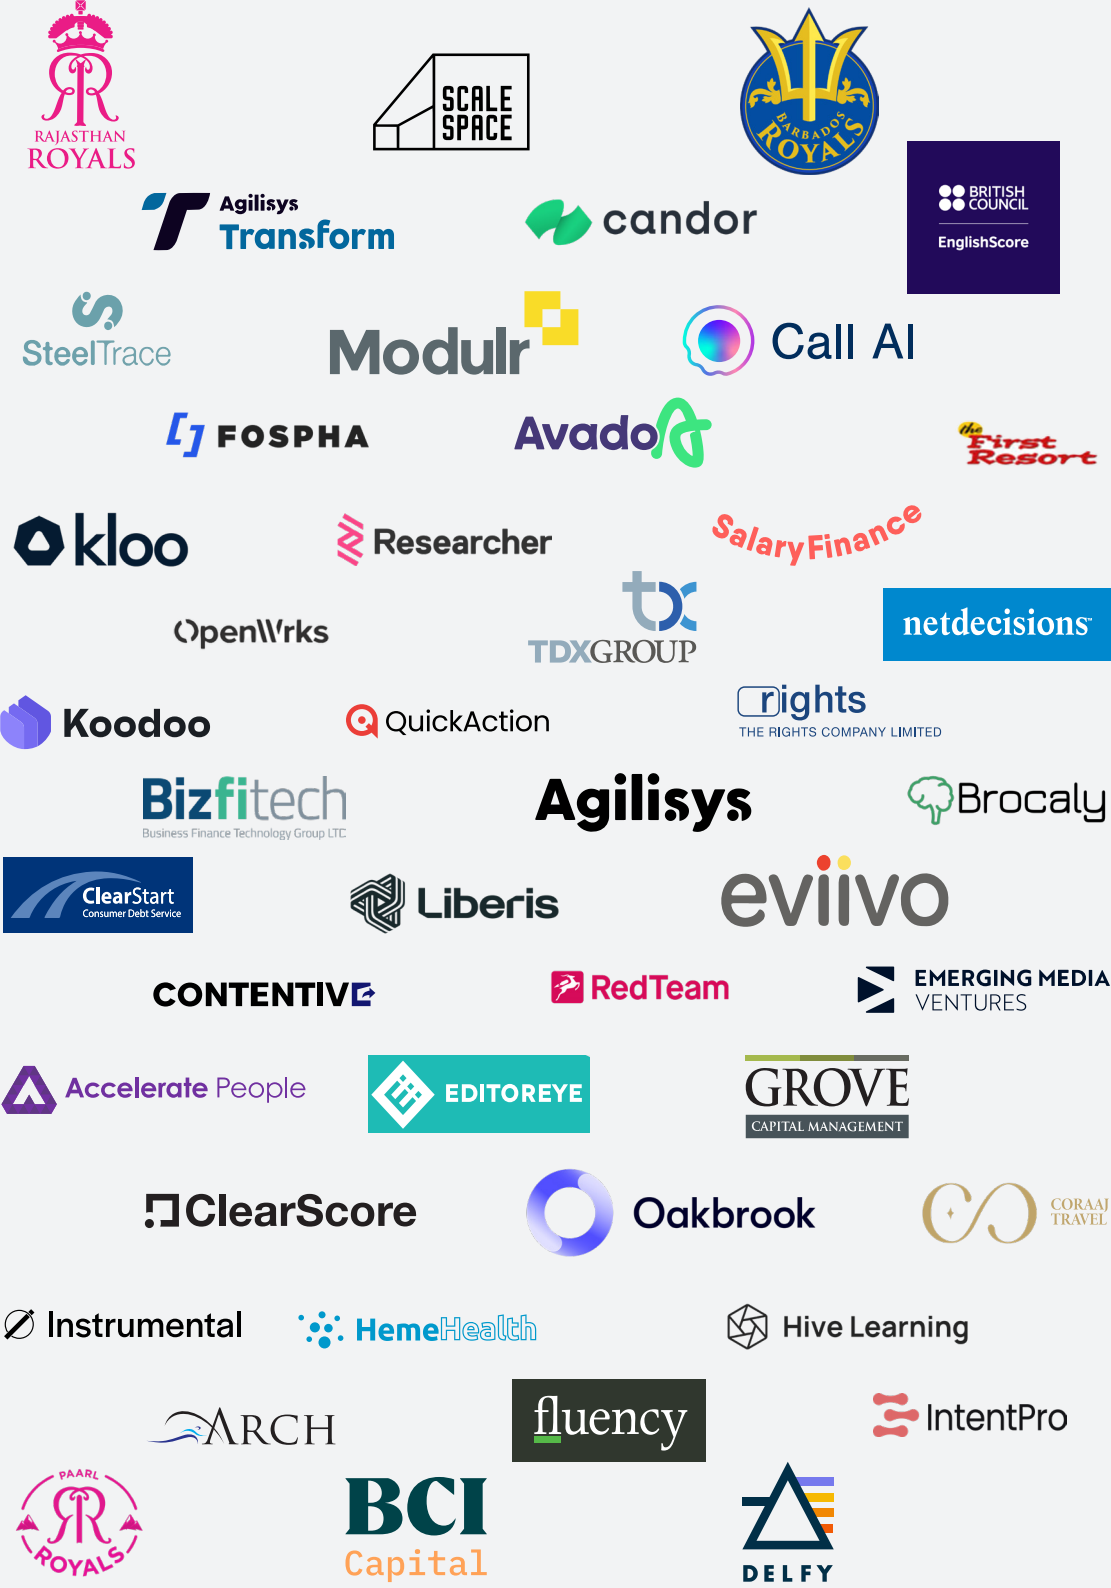 RAJASTHAN
ROYALS
SCALE
SPACE
BARBADOS
ROYALS
Agilisys
Transform
candor
BRITISH
COUNCIL
EnglishScore
SteelTrace
Modulr
Call AI
FOSPHA
Avado
the
First
Resort
kloo
Researcher
Salary Finance
OpenWrks
tdx
TDXGROUP
netdecisions
Koodoo
QuickAction
rights
THE RIGHTS COMPANY LIMITED
Bizfitech
Business Finance Technology Group LTD
Agilisys
Brocaly
ClearStart
Consumer Debt Service
Liberis
eviivo
CONTENTIVE
RedTeam
EMERGING MEDIA
VENTURES
Accelerate People
EDITOREYE
GROVE
CAPITAL MANAGEMENT
ClearScore
Oakbrook
CORAAJ
TRAVEL
Instrumental
HemeHealth
Hive Learning
ARCH
fluency
IntentPro
PAARL
ROYALS
BCI
Capital
DELFY